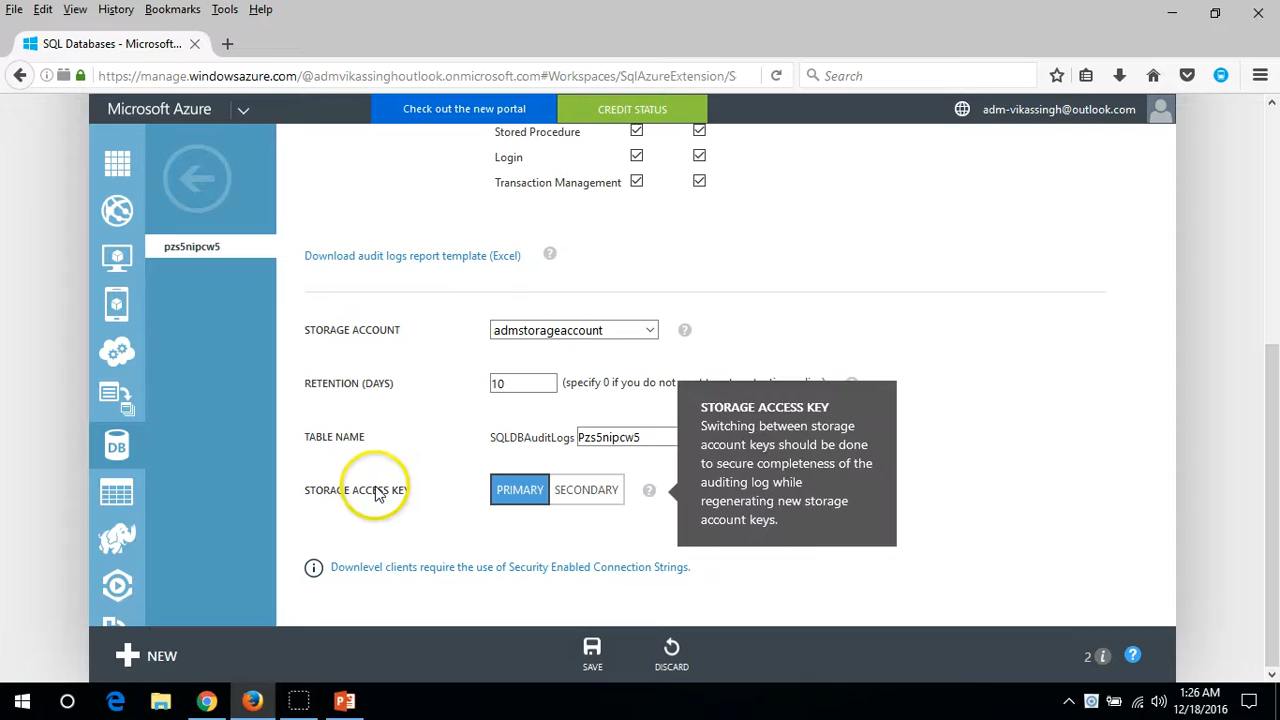 File Edit View History Bookmarks Tools Help
SQL Databases - Microsoft...
https://manage.windowsazure.com/@admvikassinghoutlook.onmicrosoft.com#Workspaces/SqlAzureExtension/S
Search
Microsoft Azure
Check out the new portal
CREDIT STATUS
adm-vikassingh@outlook.com
Stored Procedure
Login
Transaction Management
pzs5nipcw5
Download audit logs report template (Excel)
STORAGE ACCOUNT
admstorageaccount
RETENTION (DAYS)
10
(specify 0 if you do no
STORAGE ACCESS KEY
Switching between storage
account keys should be done
to secure completeness of the
auditing log while
regenerating new storage
account keys.
TABLE NAME
SQLDBAuditLogs Pzs5nipcw5
STORAGE ACCESS KEY
PRIMARY SECONDARY
Downlevel clients require the use of Security Enabled Connection Strings.
NEW
SAVE
DISCARD
2
1:26 AM
12/18/2016